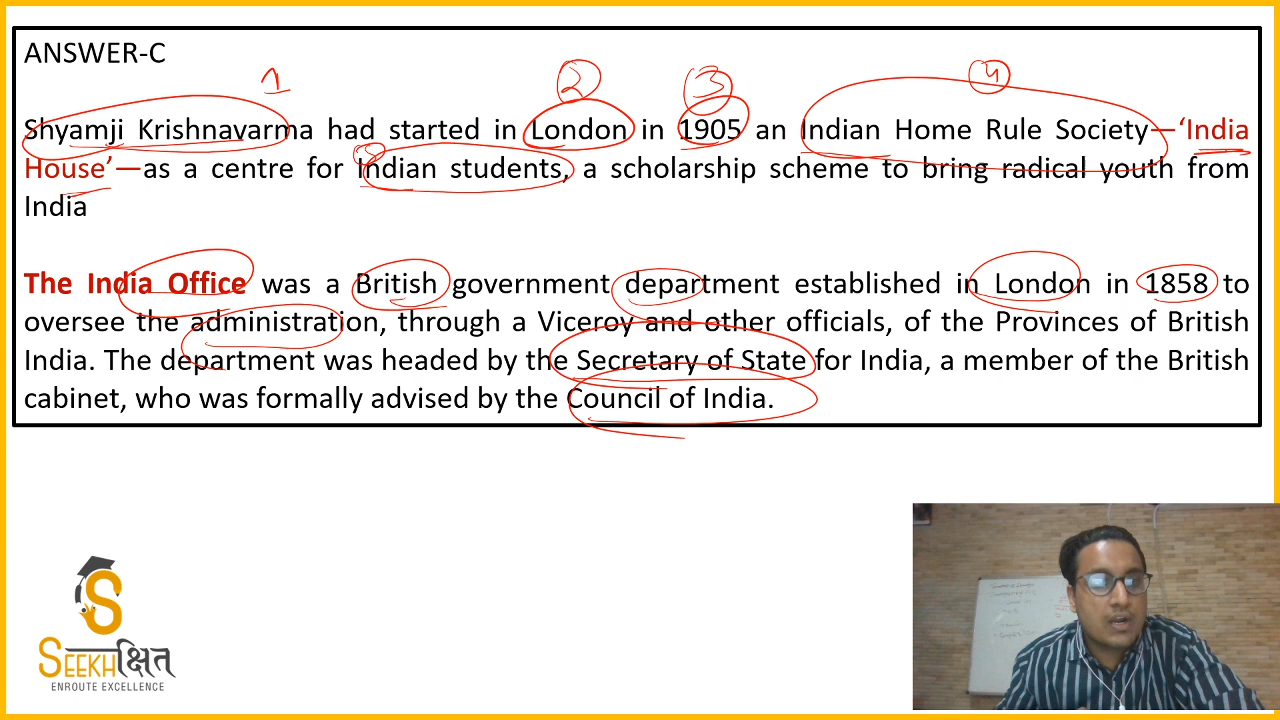 ANSWER-C
1 2 3 4
Shyamji Krishnavarma had started in London in 1905 an Indian Home Rule Society—‘India
House’—as a centre for Indian students, a scholarship scheme to bring radical youth from
India
The India Office was a British government department established in London in 1858 to
oversee the administration, through a Viceroy and other officials, of the Provinces of British
India. The department was headed by the Secretary of State for India, a member of the British
cabinet, who was formally advised by the Council of India.
S
SEEKHक्षित
ENROUTE EXCELLENCE